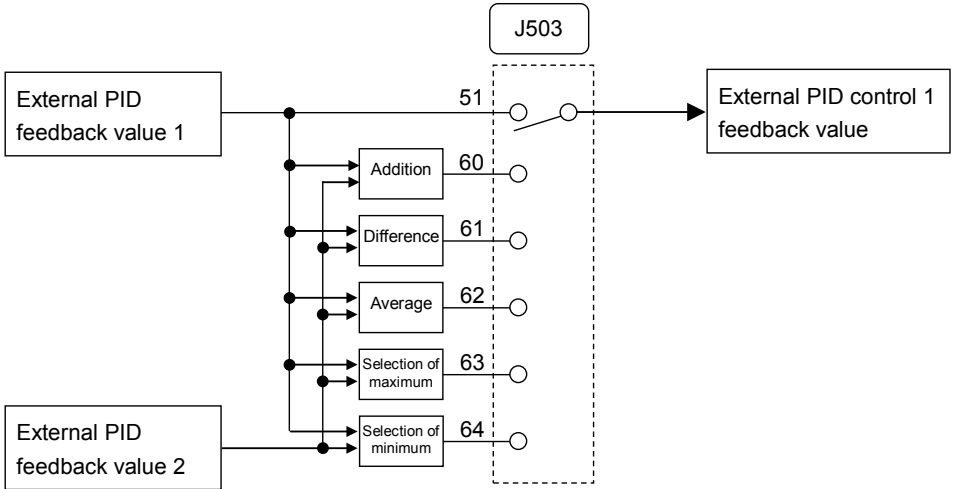 J503
External PID
feedback value 1
51
External PID control 1
feedback value
Addition
60
Difference
61
Average
62
Selection of
maximum
63
External PID
feedback value 2
Selection of
minimum
64